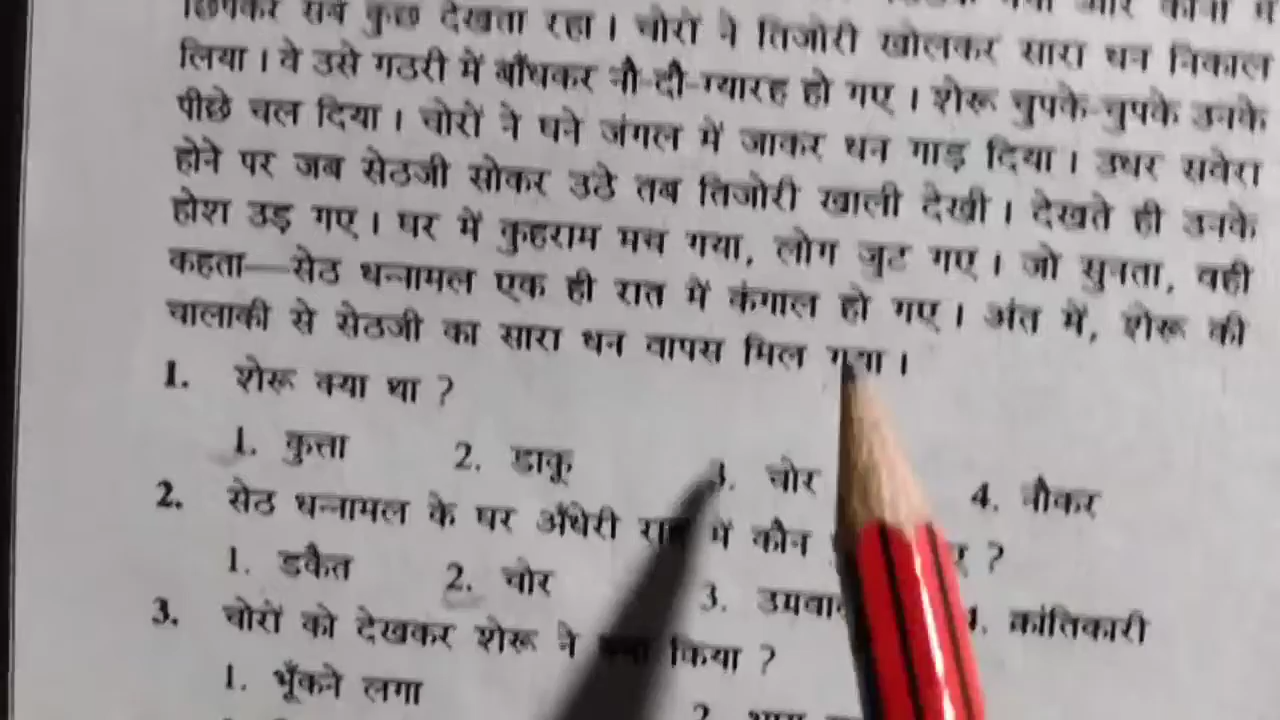 छिपकर सब कुछ देखता रहा । चोरों ने तिजोरी खोलकर सारा धन निकाल
लिया । वे उसे गठरी में बाँधकर नौ-दौ-ग्यारह हो गए । शेरू चुपके-चुपके उनके
पीछे चल दिया । चोरों ने घने जंगल में जाकर धन गाड़ दिया । उधर सवेरा
होने पर जब सेठजी सोकर उठे तब तिजोरी खाली देखी । देखते ही उनके
होश उड़ गए । घर में कुहराम मच गया, लोग जुट गए । जो सुनता, वही
कहता—सेठ धन्नामल एक ही रात में कंगाल हो गए । अंत में, शेरू की
चालाकी से सेठजी का सारा धन वापस मिल गया ।
1. शेरू क्या था ?
1. कुत्ता 2. डाकू 3. चोर 4. नौकर
2. सेठ धन्नामल के घर अँधेरी रात में कौन ?
1. डकैत 2. चोर 3. 4. क्रांतिकारी
3. चोरों को देखकर शेरू ने क्या किया ?
1. भूँकने लगा 2.